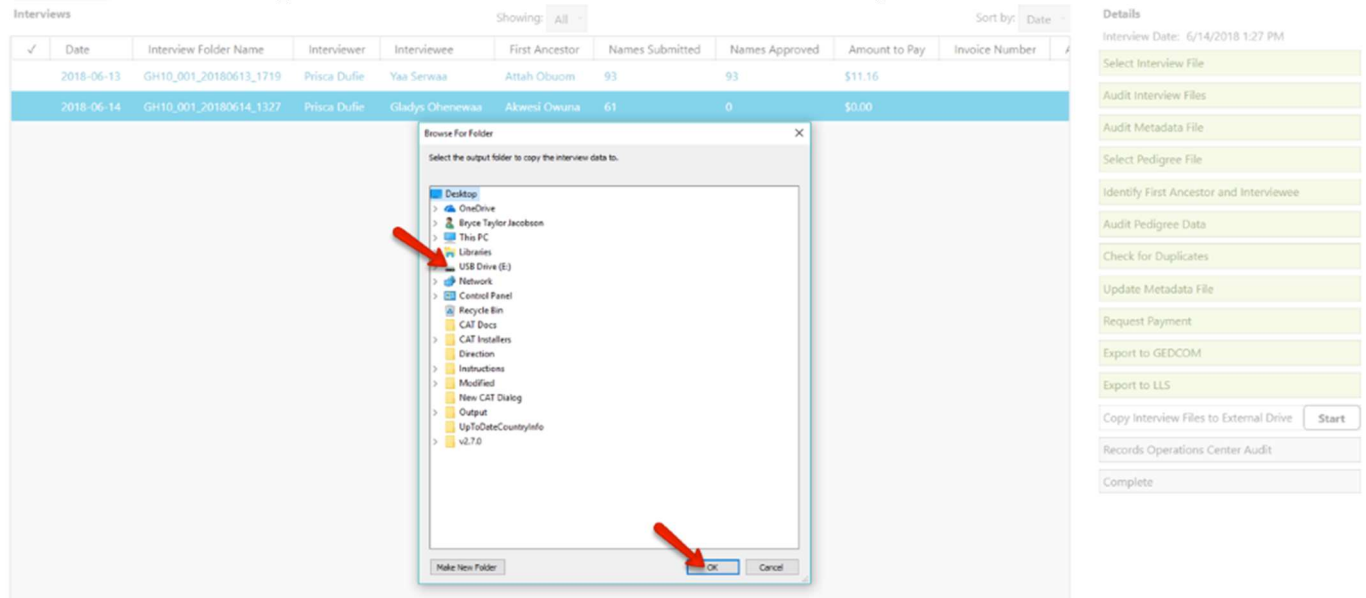 Interviews
Showing: All
Sort by: Date
✓ Date Interview Folder Name Interviewer Interviewee First Ancestor Names Submitted Names Approved Amount to Pay Invoice Number
2018-06-13 GH10_001_20180613_1719 Prisca Dufie Yaa Serwaa Attah Obuom 93 93 $11.16
2018-06-14 GH10_001_20180614_1327 Prisca Dufie Gladys Ohenewaa Akwesi Owuna 61 0 $0.00
Browse For Folder
Select the output folder to copy the interview data to.
Desktop
OneDrive
Bryce Taylor Jacobson
This PC
Libraries
USB Drive (E:)
Network
Control Panel
Recycle Bin
CAT Docs
CAT Installers
Direction
Instructions
Modified
New CAT Dialog
Output
UpToDateCountryInfo
v2.7.0
Make New Folder
OK
Cancel
Details
Interview Date: 6/14/2018 1:27 PM
Select Interview File
Audit Interview Files
Audit Metadata File
Select Pedigree File
Identify First Ancestor and Interviewee
Audit Pedigree Data
Check for Duplicates
Update Metadata File
Request Payment
Export to GEDCOM
Export to LLS
Copy Interview Files to External Drive Start
Records Operations Center Audit
Complete